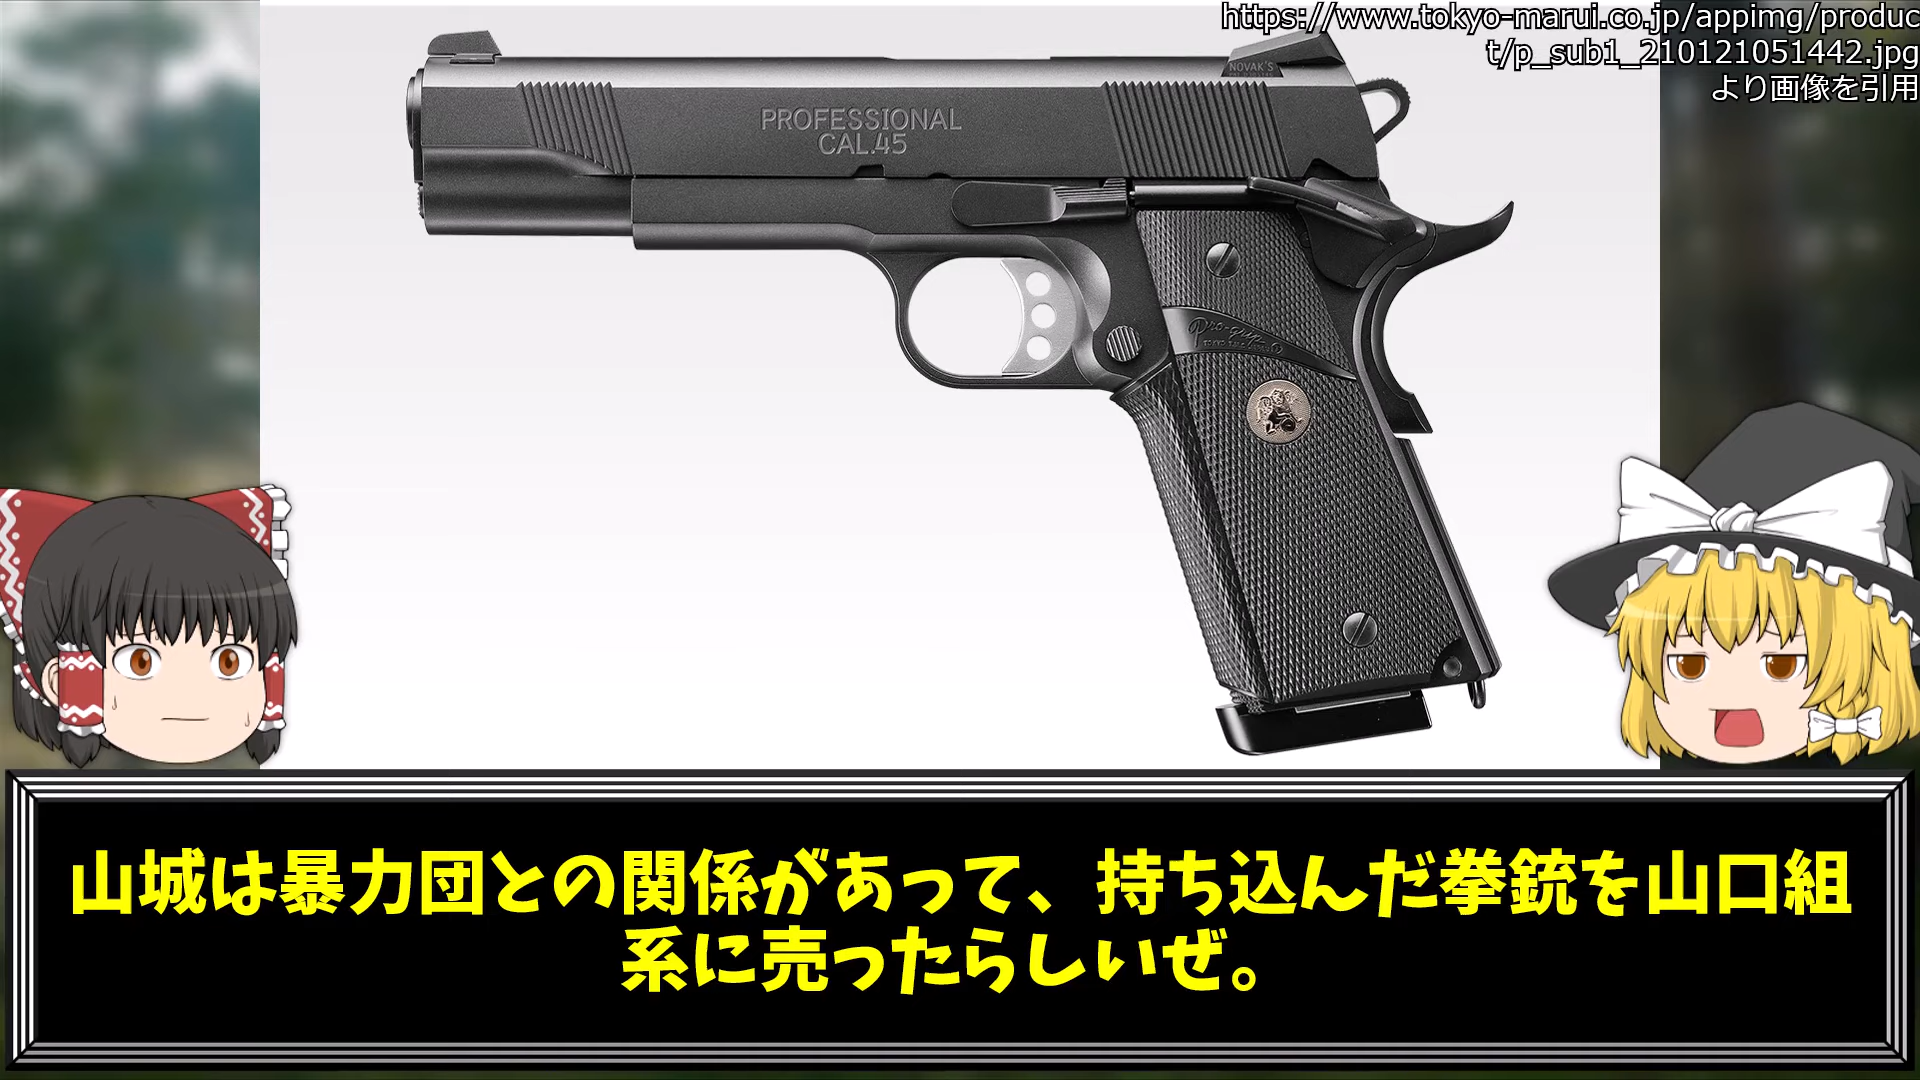 https://www.tokyo-marui.co.jp/appimg/produc
t/p_sub1_210121051442.jpg
より画像を引用
NOVAK'S
PROFESSIONAL
CAL.45
Pro-grip
山城は暴力団との関係があって、持ち込んだ拳銃を山口組
系に売ったらしいぜ。